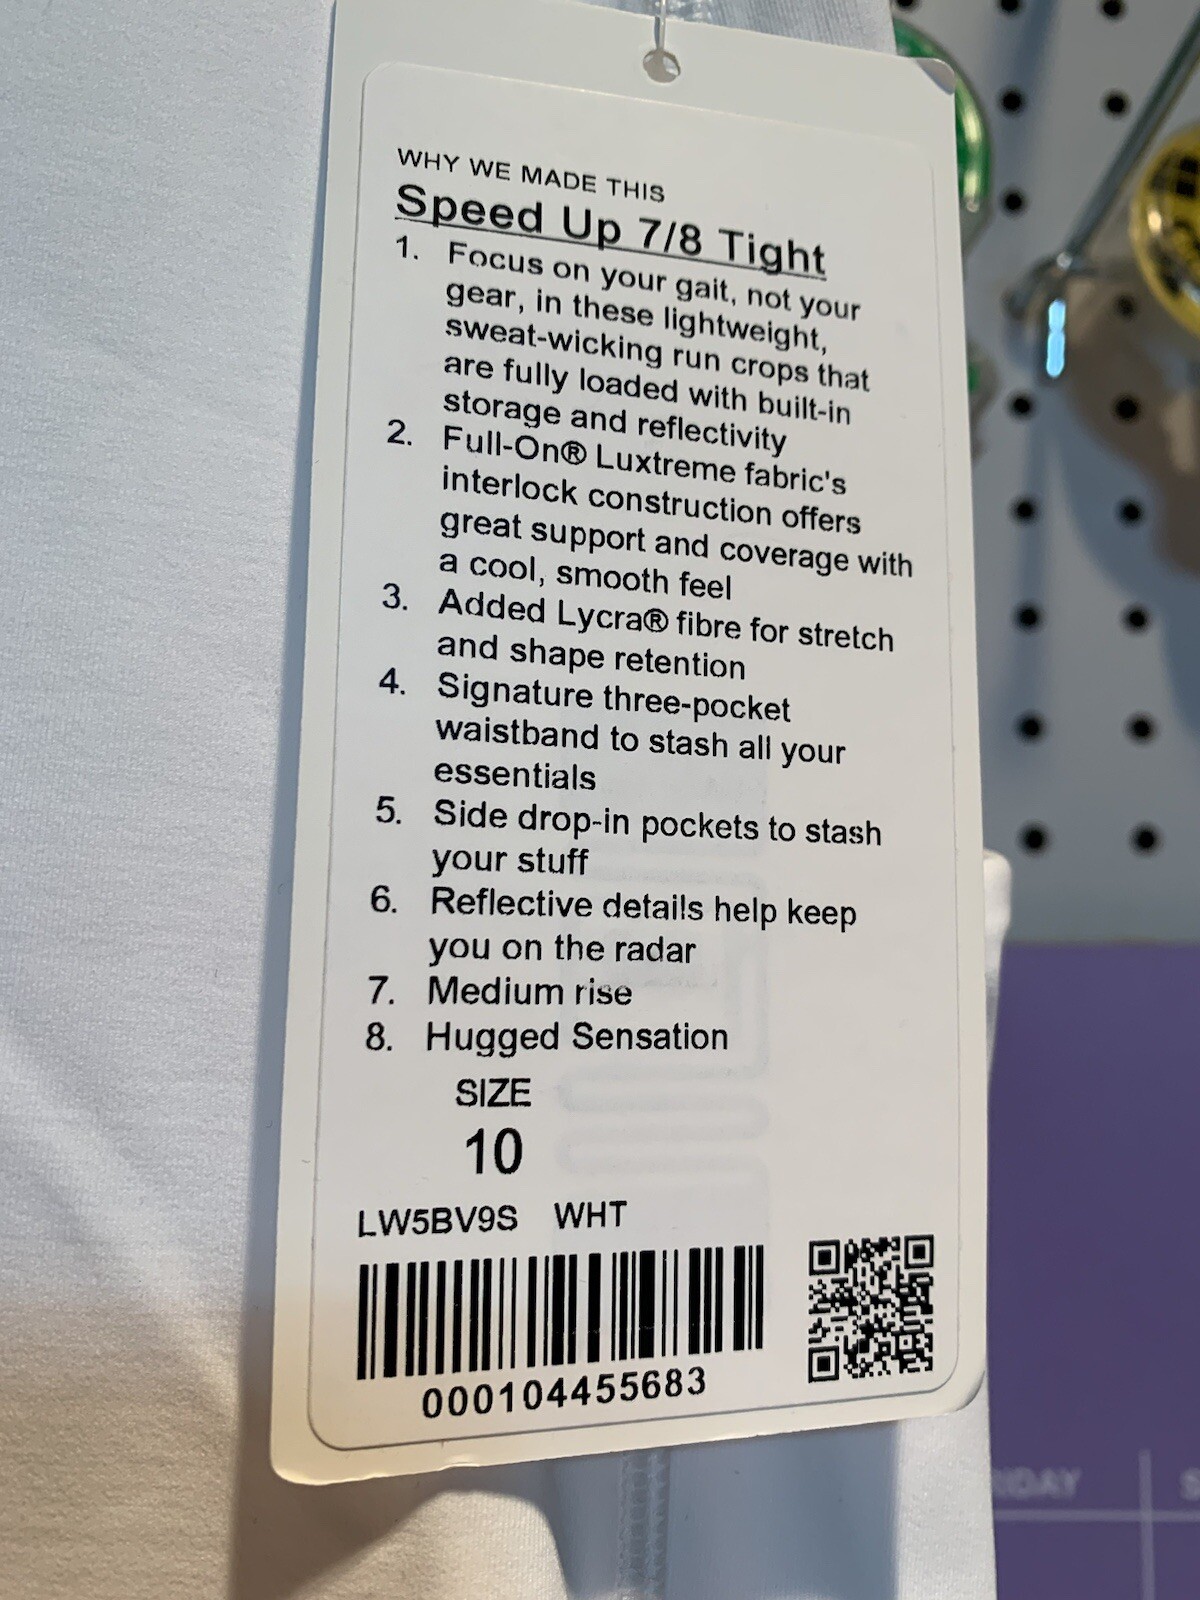 WHY WE MADE THIS
Speed Up 7/8 Tight
1. Focus on your gait, not your
gear, in these lightweight,
sweat-wicking run crops that
are fully loaded with built-in
storage and reflectivity
2. Full-On® Luxtreme fabric's
interlock construction offers
great support and coverage with
a cool, smooth feel
3. Added Lycra® fibre for stretch
and shape retention
4. Signature three-pocket
waistband to stash all your
essentials
5. Side drop-in pockets to stash
your stuff
6. Reflective details help keep
you on the radar
7. Medium rise
8. Hugged Sensation
SIZE
10
LW5BV9S WHT
000104455683